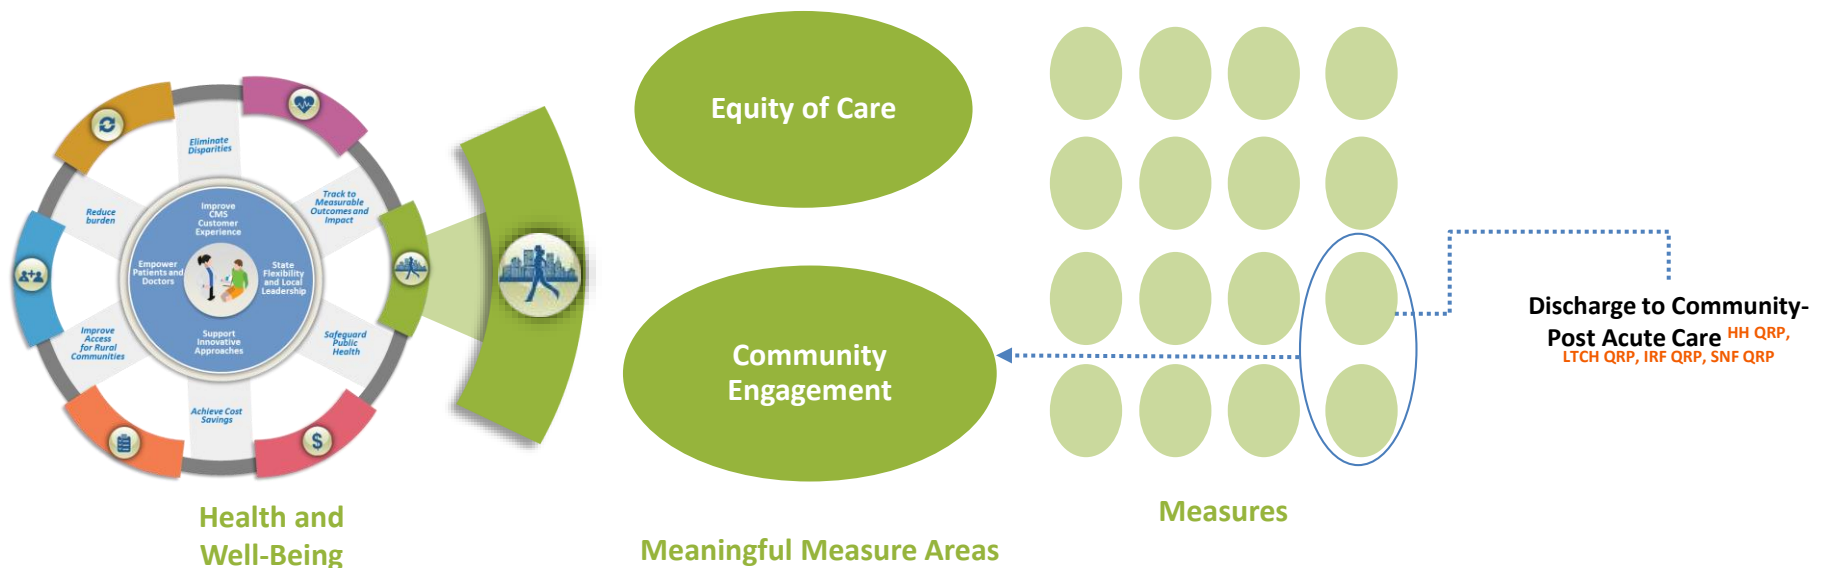 Eliminate
Disparities
Track to
Measurable
Outcomes and
Impact
Reduce
burden
Improve
CMS
Customer
Experience
Empower
Patients and
Doctors
State
Flexibility
and Local
Leadership
Support
Innovative
Approaches
Improve
Access
for Rural
Communities
Safeguard
Public
Health
Achieve Cost
Savings
$
Health and
Well-Being
Equity of Care
Community
Engagement
Meaningful Measure Areas
Measures
Discharge to Community-
Post Acute Care HH QRP,
LTCH QRP, IRF QRP, SNF QRP